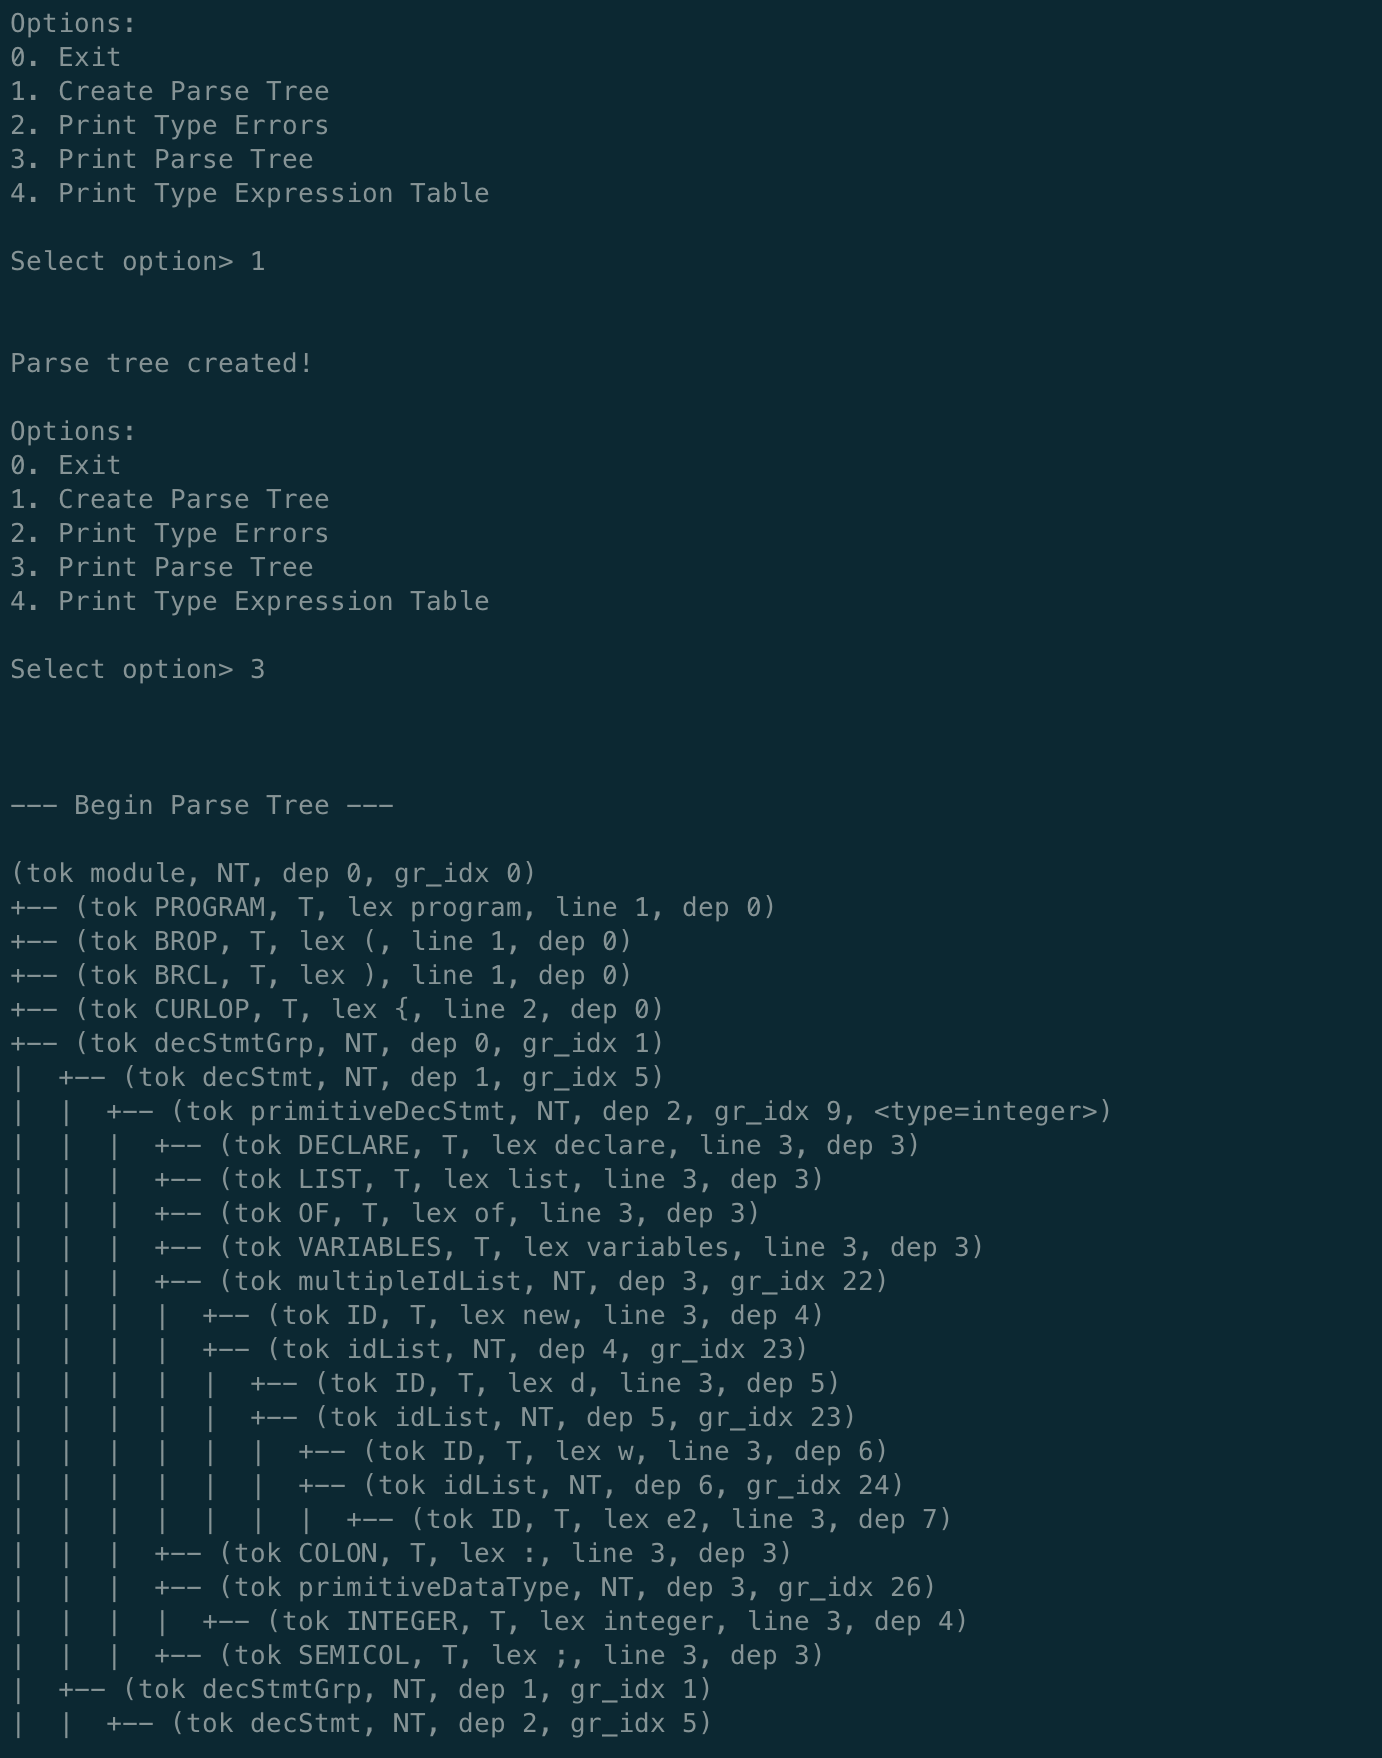 Options:
0. Exit
1. Create Parse Tree
2. Print Type Errors
3. Print Parse Tree
4. Print Type Expression Table
Select option> 1
Parse tree created!
Options:
0. Exit
1. Create Parse Tree
2. Print Type Errors
3. Print Parse Tree
4. Print Type Expression Table
Select option> 3
--- Begin Parse Tree ---
(tok module, NT, dep 0, gr_idx 0)
+-- (tok PROGRAM, T, lex program, line 1, dep 0)
+-- (tok BROP, T, lex (, line 1, dep 0)
+-- (tok BRCL, T, lex ), line 1, dep 0)
+-- (tok CURLOP, T, lex {, line 2, dep 0)
+-- (tok decStmtGrp, NT, dep 0, gr_idx 1)
|  +-- (tok decStmt, NT, dep 1, gr_idx 5)
|  |  +-- (tok primitiveDecStmt, NT, dep 2, gr_idx 9, <type=integer>)
|  |  |  +-- (tok DECLARE, T, lex declare, line 3, dep 3)
|  |  |  +-- (tok LIST, T, lex list, line 3, dep 3)
|  |  |  +-- (tok OF, T, lex of, line 3, dep 3)
|  |  |  +-- (tok VARIABLES, T, lex variables, line 3, dep 3)
|  |  |  +-- (tok multipleIdList, NT, dep 3, gr_idx 22)
|  |  |  |  +-- (tok ID, T, lex new, line 3, dep 4)
|  |  |  |  +-- (tok idList, NT, dep 4, gr_idx 23)
|  |  |  |  |  +-- (tok ID, T, lex d, line 3, dep 5)
|  |  |  |  |  +-- (tok idList, NT, dep 5, gr_idx 23)
|  |  |  |  |  |  +-- (tok ID, T, lex w, line 3, dep 6)
|  |  |  |  |  |  +-- (tok idList, NT, dep 6, gr_idx 24)
|  |  |  |  |  |  |  +-- (tok ID, T, lex e2, line 3, dep 7)
|  |  |  +-- (tok COLON, T, lex :, line 3, dep 3)
|  |  |  +-- (tok primitiveDataType, NT, dep 3, gr_idx 26)
|  |  |  |  +-- (tok INTEGER, T, lex integer, line 3, dep 4)
|  |  |  +-- (tok SEMICOL, T, lex ;, line 3, dep 3)
|  +-- (tok decStmtGrp, NT, dep 1, gr_idx 1)
|  |  +-- (tok decStmt, NT, dep 2, gr_idx 5)